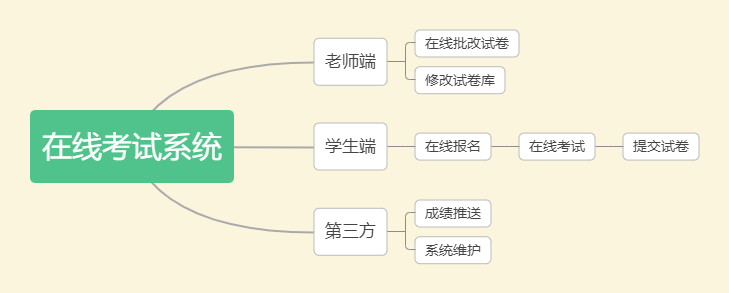 在线考试系统
老师端
在线批改试卷
修改试卷库
学生端
在线报名
在线考试
提交试卷
第三方
成绩推送
系统维护